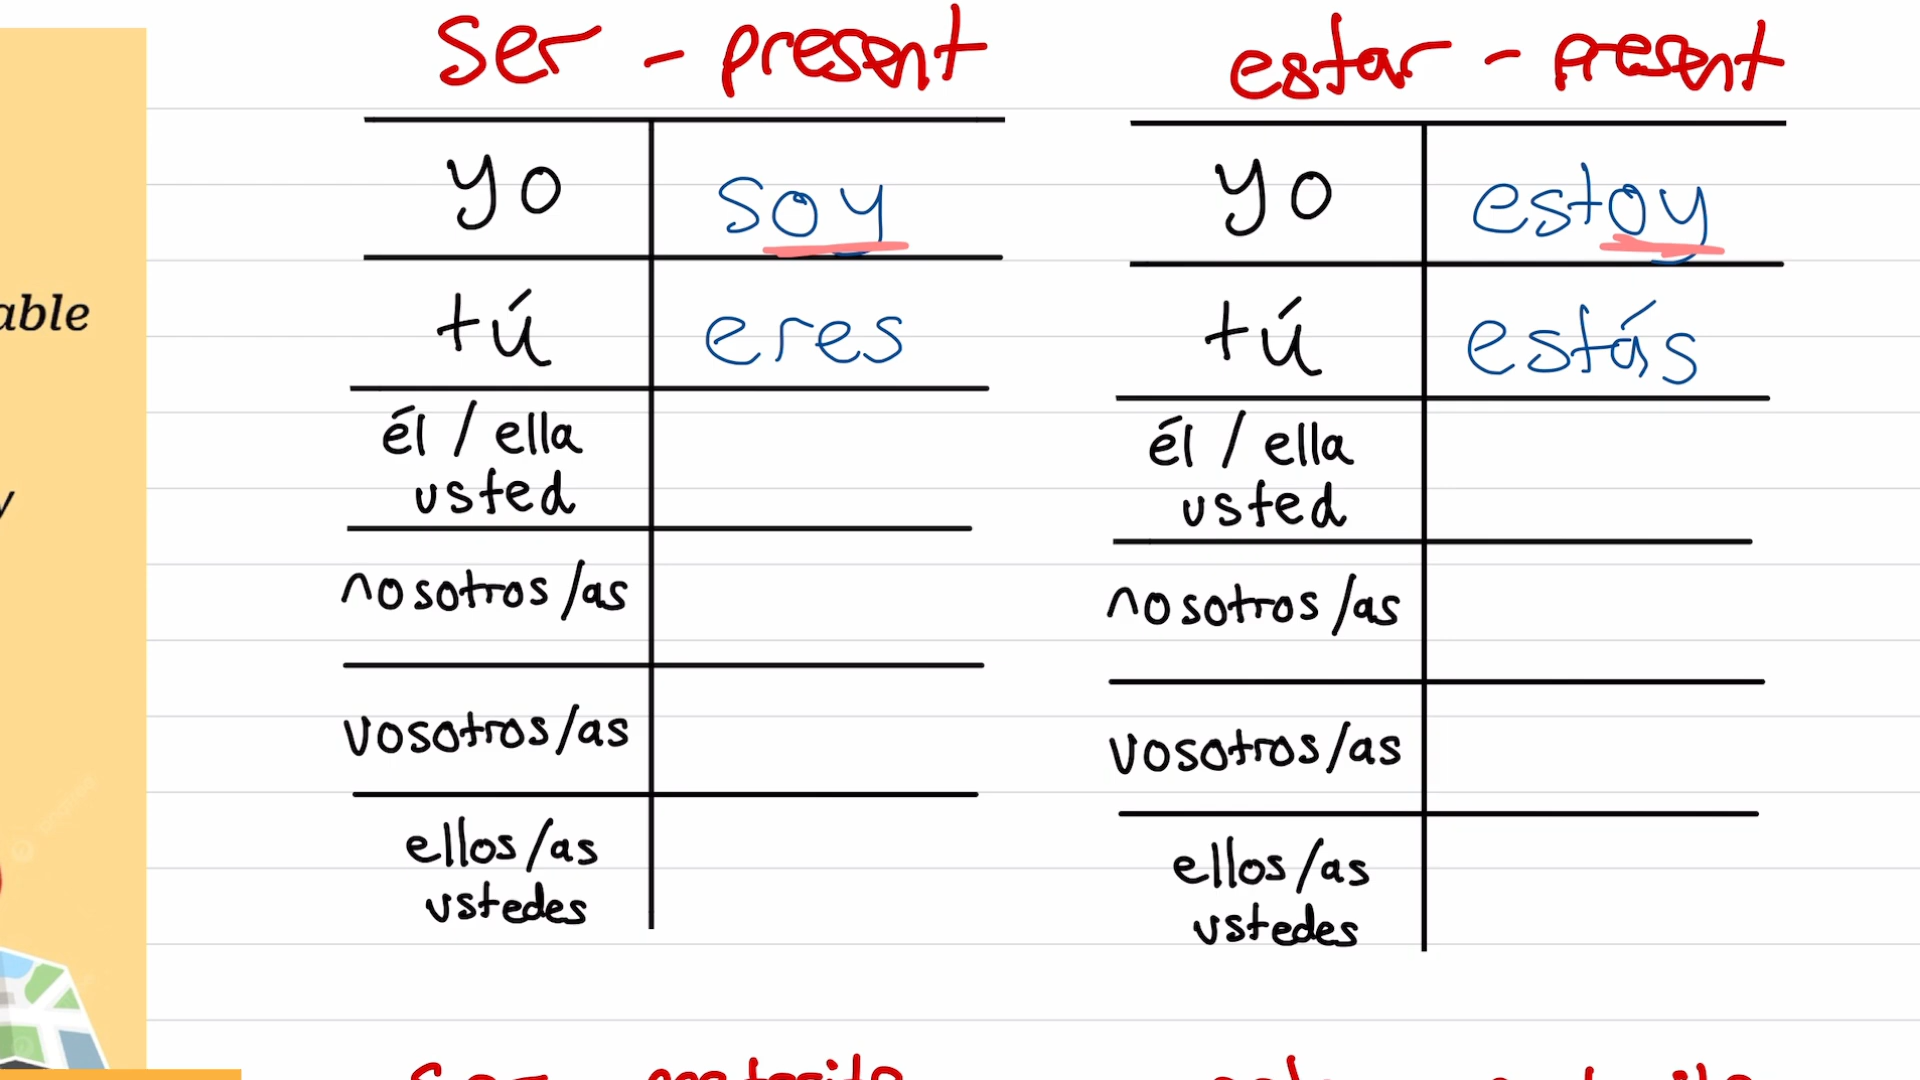 able
y
ser - present
yo soy
tú eres
él / ella
usted
nosotros/as
vosotros/as
ellos/as
ustedes
estar - present
yo estoy
tú estás
él / ella
usted
nosotros/as
vosotros/as
ellos/as
ustedes